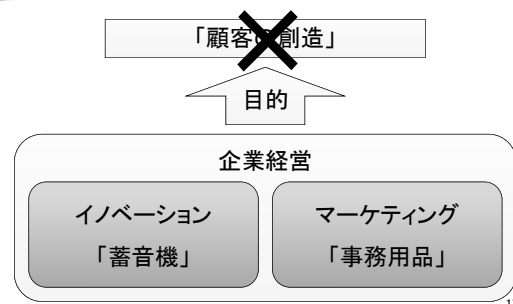 「顧客の創造」
目的
企業経営
イノベーション
「蓄音機」
マーケティング
「事務用品」